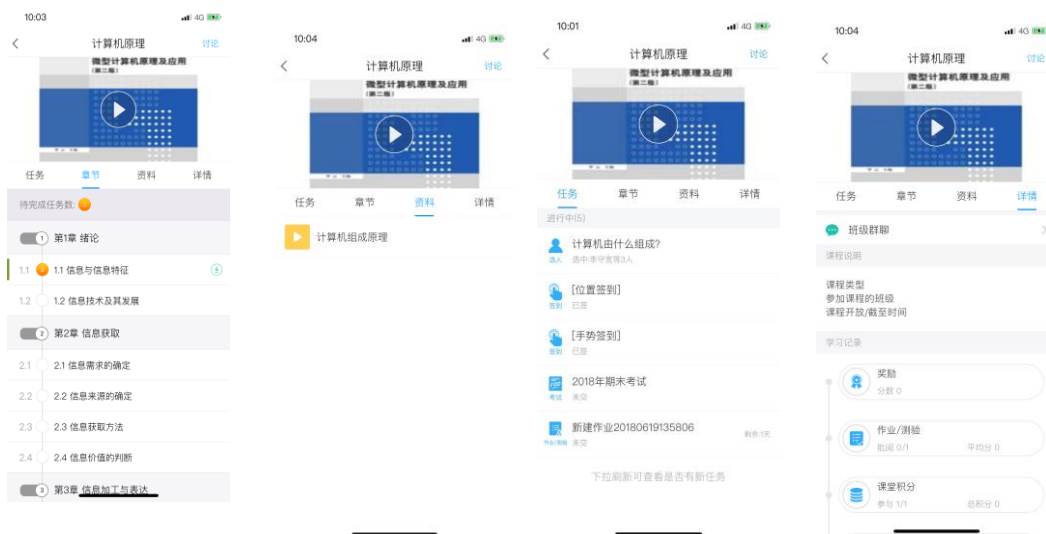 10:03
4G
计算机原理
讨论
微型计算机原理及应用
(第二版)
任务
章节
资料
详情
待完成任务数:
1
第1章 绪论
1.1
1.1 信息与信息特征
1.2
1.2 信息技术及其发展
2
第2章 信息获取
2.1
2.1 信息需求的确定
2.2
2.2 信息来源的确定
2.3
2.3 信息获取方法
2.4
2.4 信息价值的判断
3
第3章 信息加工与表达
10:04
4G
计算机原理
讨论
微型计算机原理及应用
(第二版)
任务
章节
资料
详情
计算机组成原理
10:01
4G
计算机原理
讨论
微型计算机原理及应用
(第二版)
任务
章节
资料
详情
进行中(5)
计算机由什么组成?
选人
选中:李守宽等3人
[位置签到]
签到
已签
[手势签到]
签到
已签
2018年期末考试
考试
未交
新建作业20180619135806
剩余:1天
作业/测验
未交
下拉刷新可查看是否有新任务
10:04
4G
计算机原理
讨论
微型计算机原理及应用
(第二版)
任务
章节
资料
详情
班级群聊
课程说明
课程类型
参加课程的班级
课程开放/截至时间
学习记录
奖励
分数 0
作业/测验
批阅 0/1
平均分 0
课堂积分
参与 1/1
总积分 0